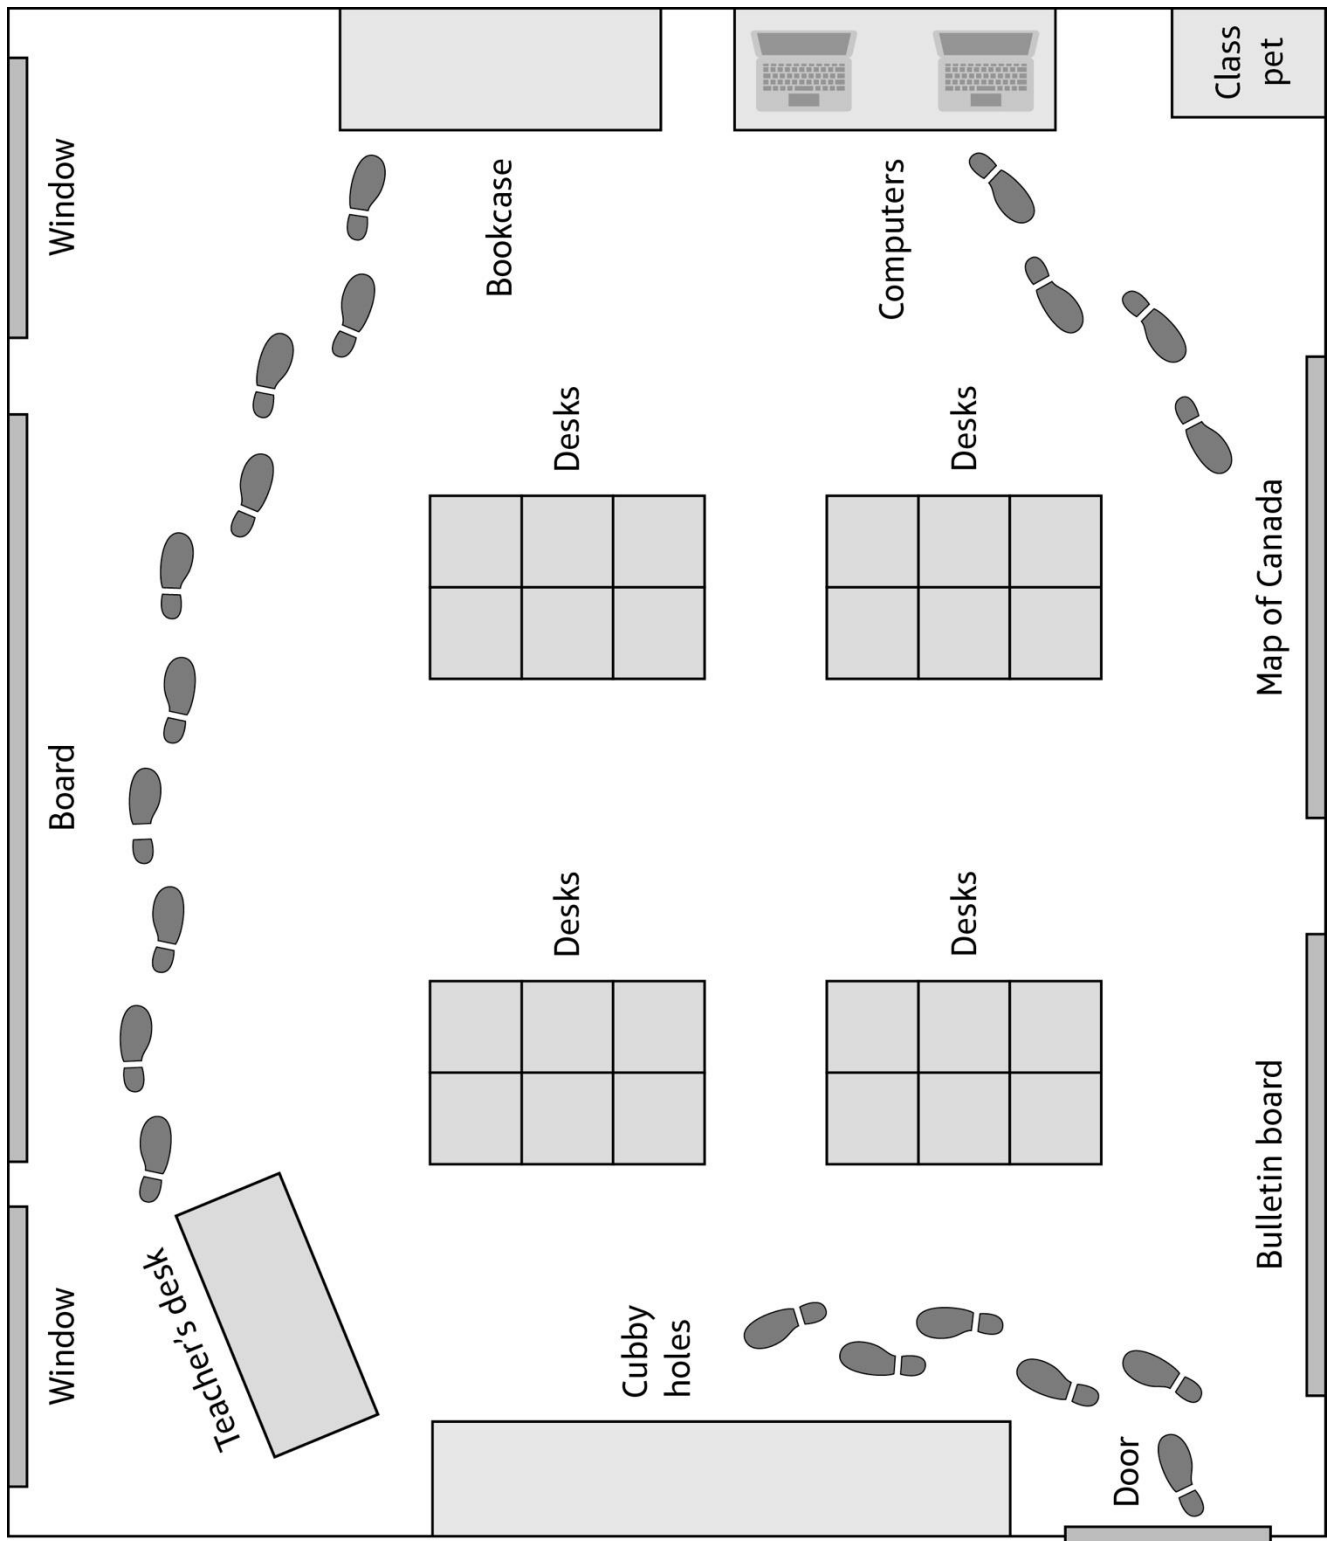 Window
Board
Window
Teacher's desk
Bookcase
Desks
Desks
Cubby
holes
Computers
Desks
Desks
Door
Class
pet
Bulletin board
Map of Canada